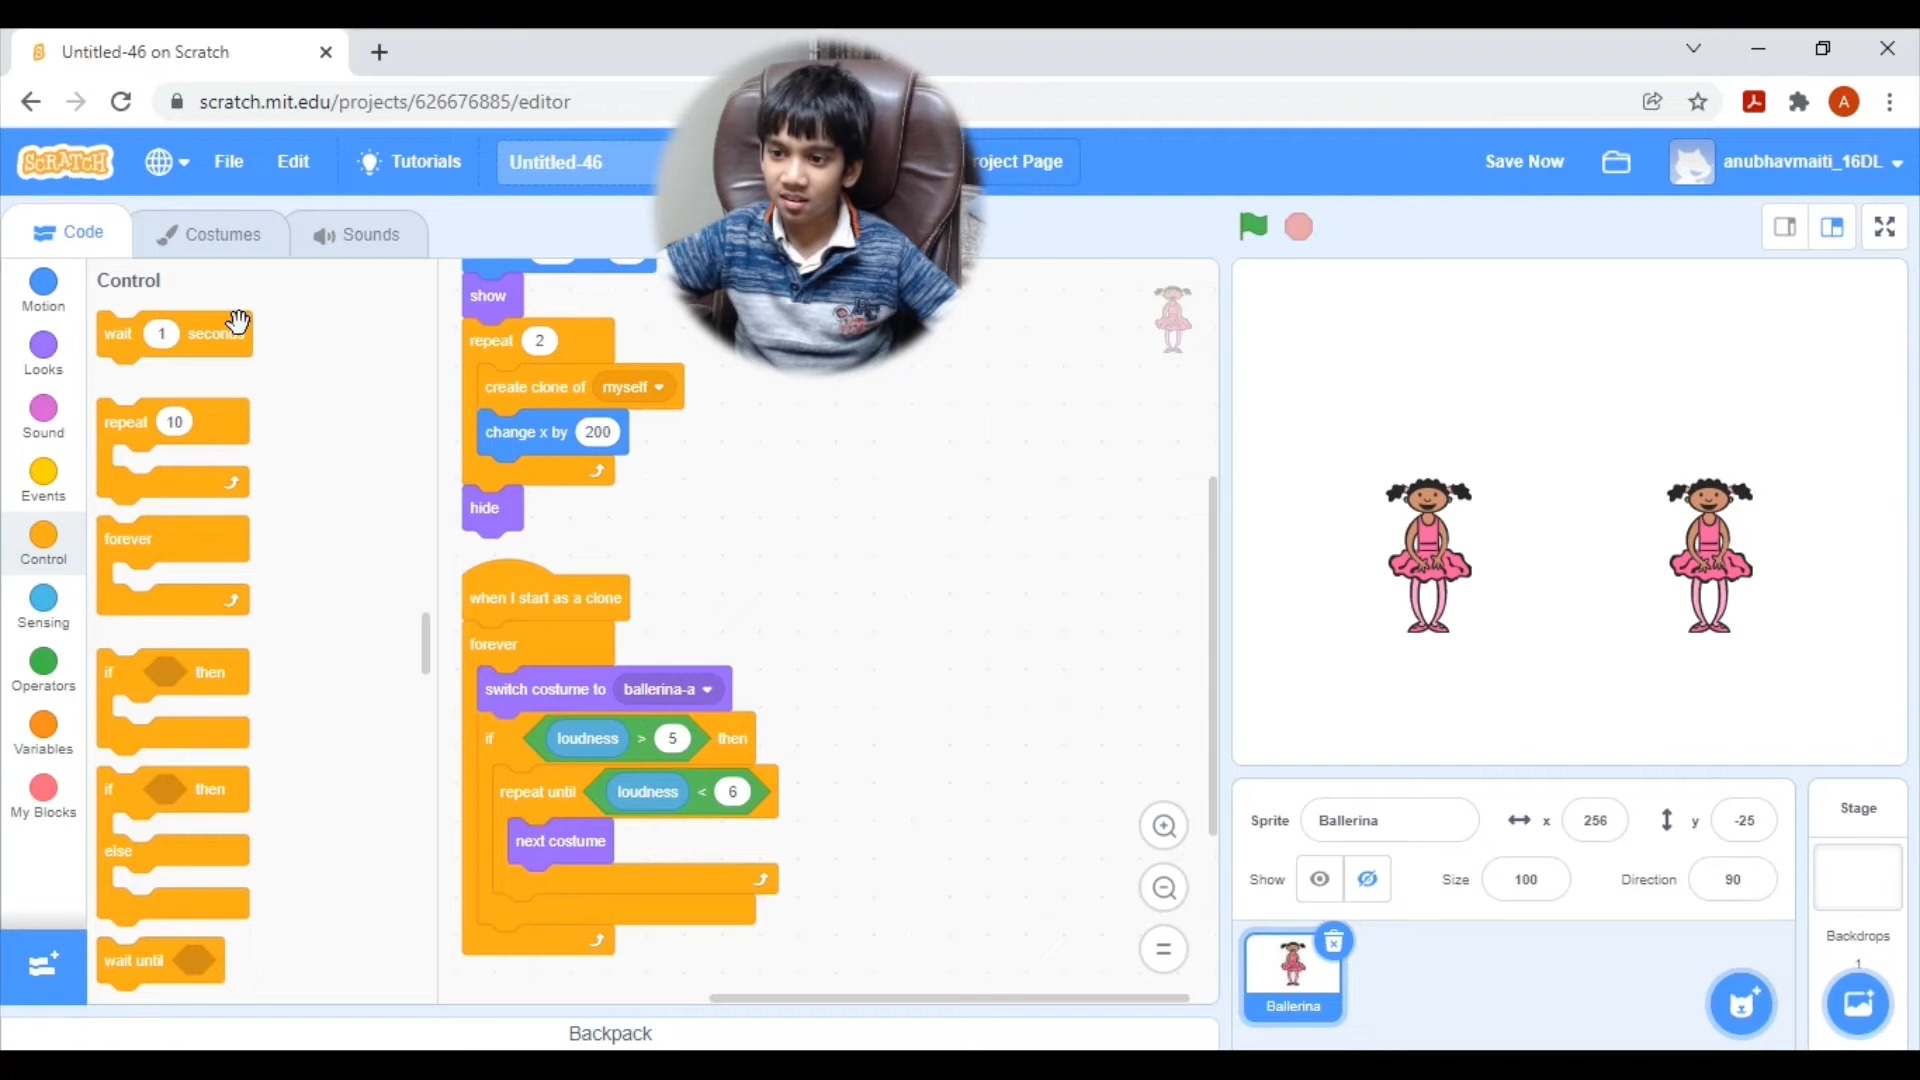 Untitled-46 on Scratch
scratch.mit.edu/projects/626676885/editor
A
SCRATCH
File
Edit
Tutorials
Untitled-46
roject Page
Save Now
anubhavmaiti_16DL
Code
Costumes
Sounds
Motion
Looks
Sound
Events
Control
Sensing
Operators
Variables
My Blocks
Control
wait 1 seconds
repeat 10
forever
if then
if then
else
wait until
show
repeat 2
create clone of myself
change x by 200
hide
when I start as a clone
forever
switch costume to ballerina-a
if loudness > 5 then
repeat until loudness < 6
next costume
Backpack
Sprite Ballerina x 256 y -25
Show Size 100 Direction 90
Ballerina
Stage
Backdrops
1